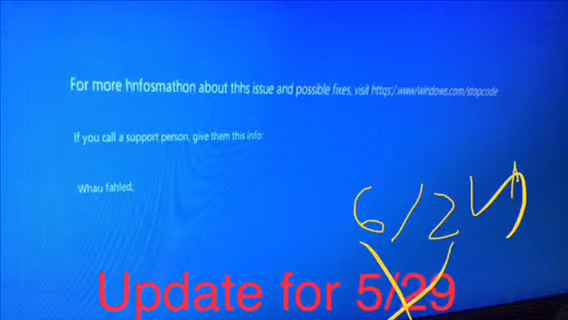 For more hnfosmathon about thhs issue and possible fixes, visit https:/.www/windows.com/stopcode
If you call a support person, give them this info:
Whau fahled:
6/2
Update for 5/29